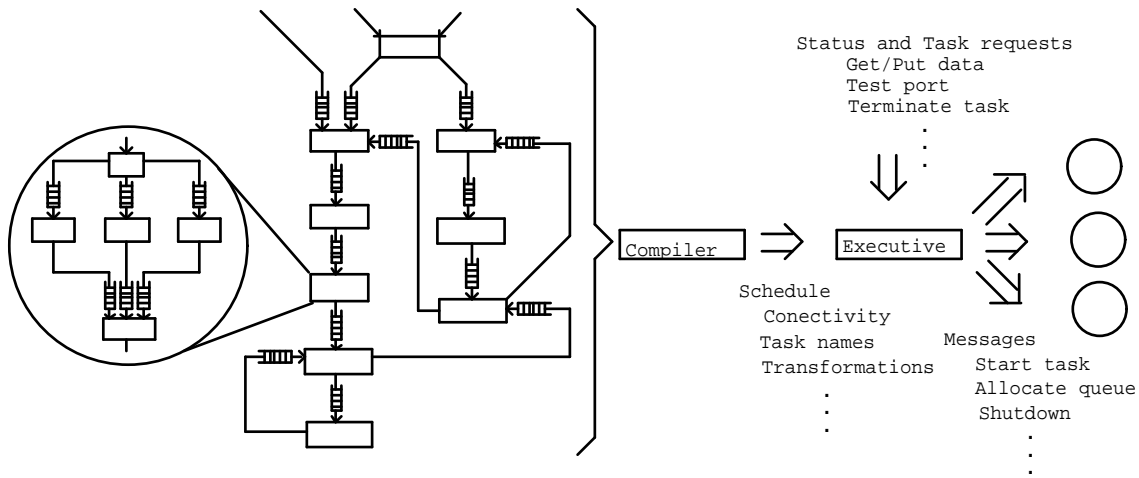 Status and Task requests
Get/Put data
Test port
Terminate task
.
.
.
Compiler
Executive
Schedule
Conectivity
Task names
Transformations
.
.
.
Messages
Start task
Allocate queue
Shutdown
.
.
.